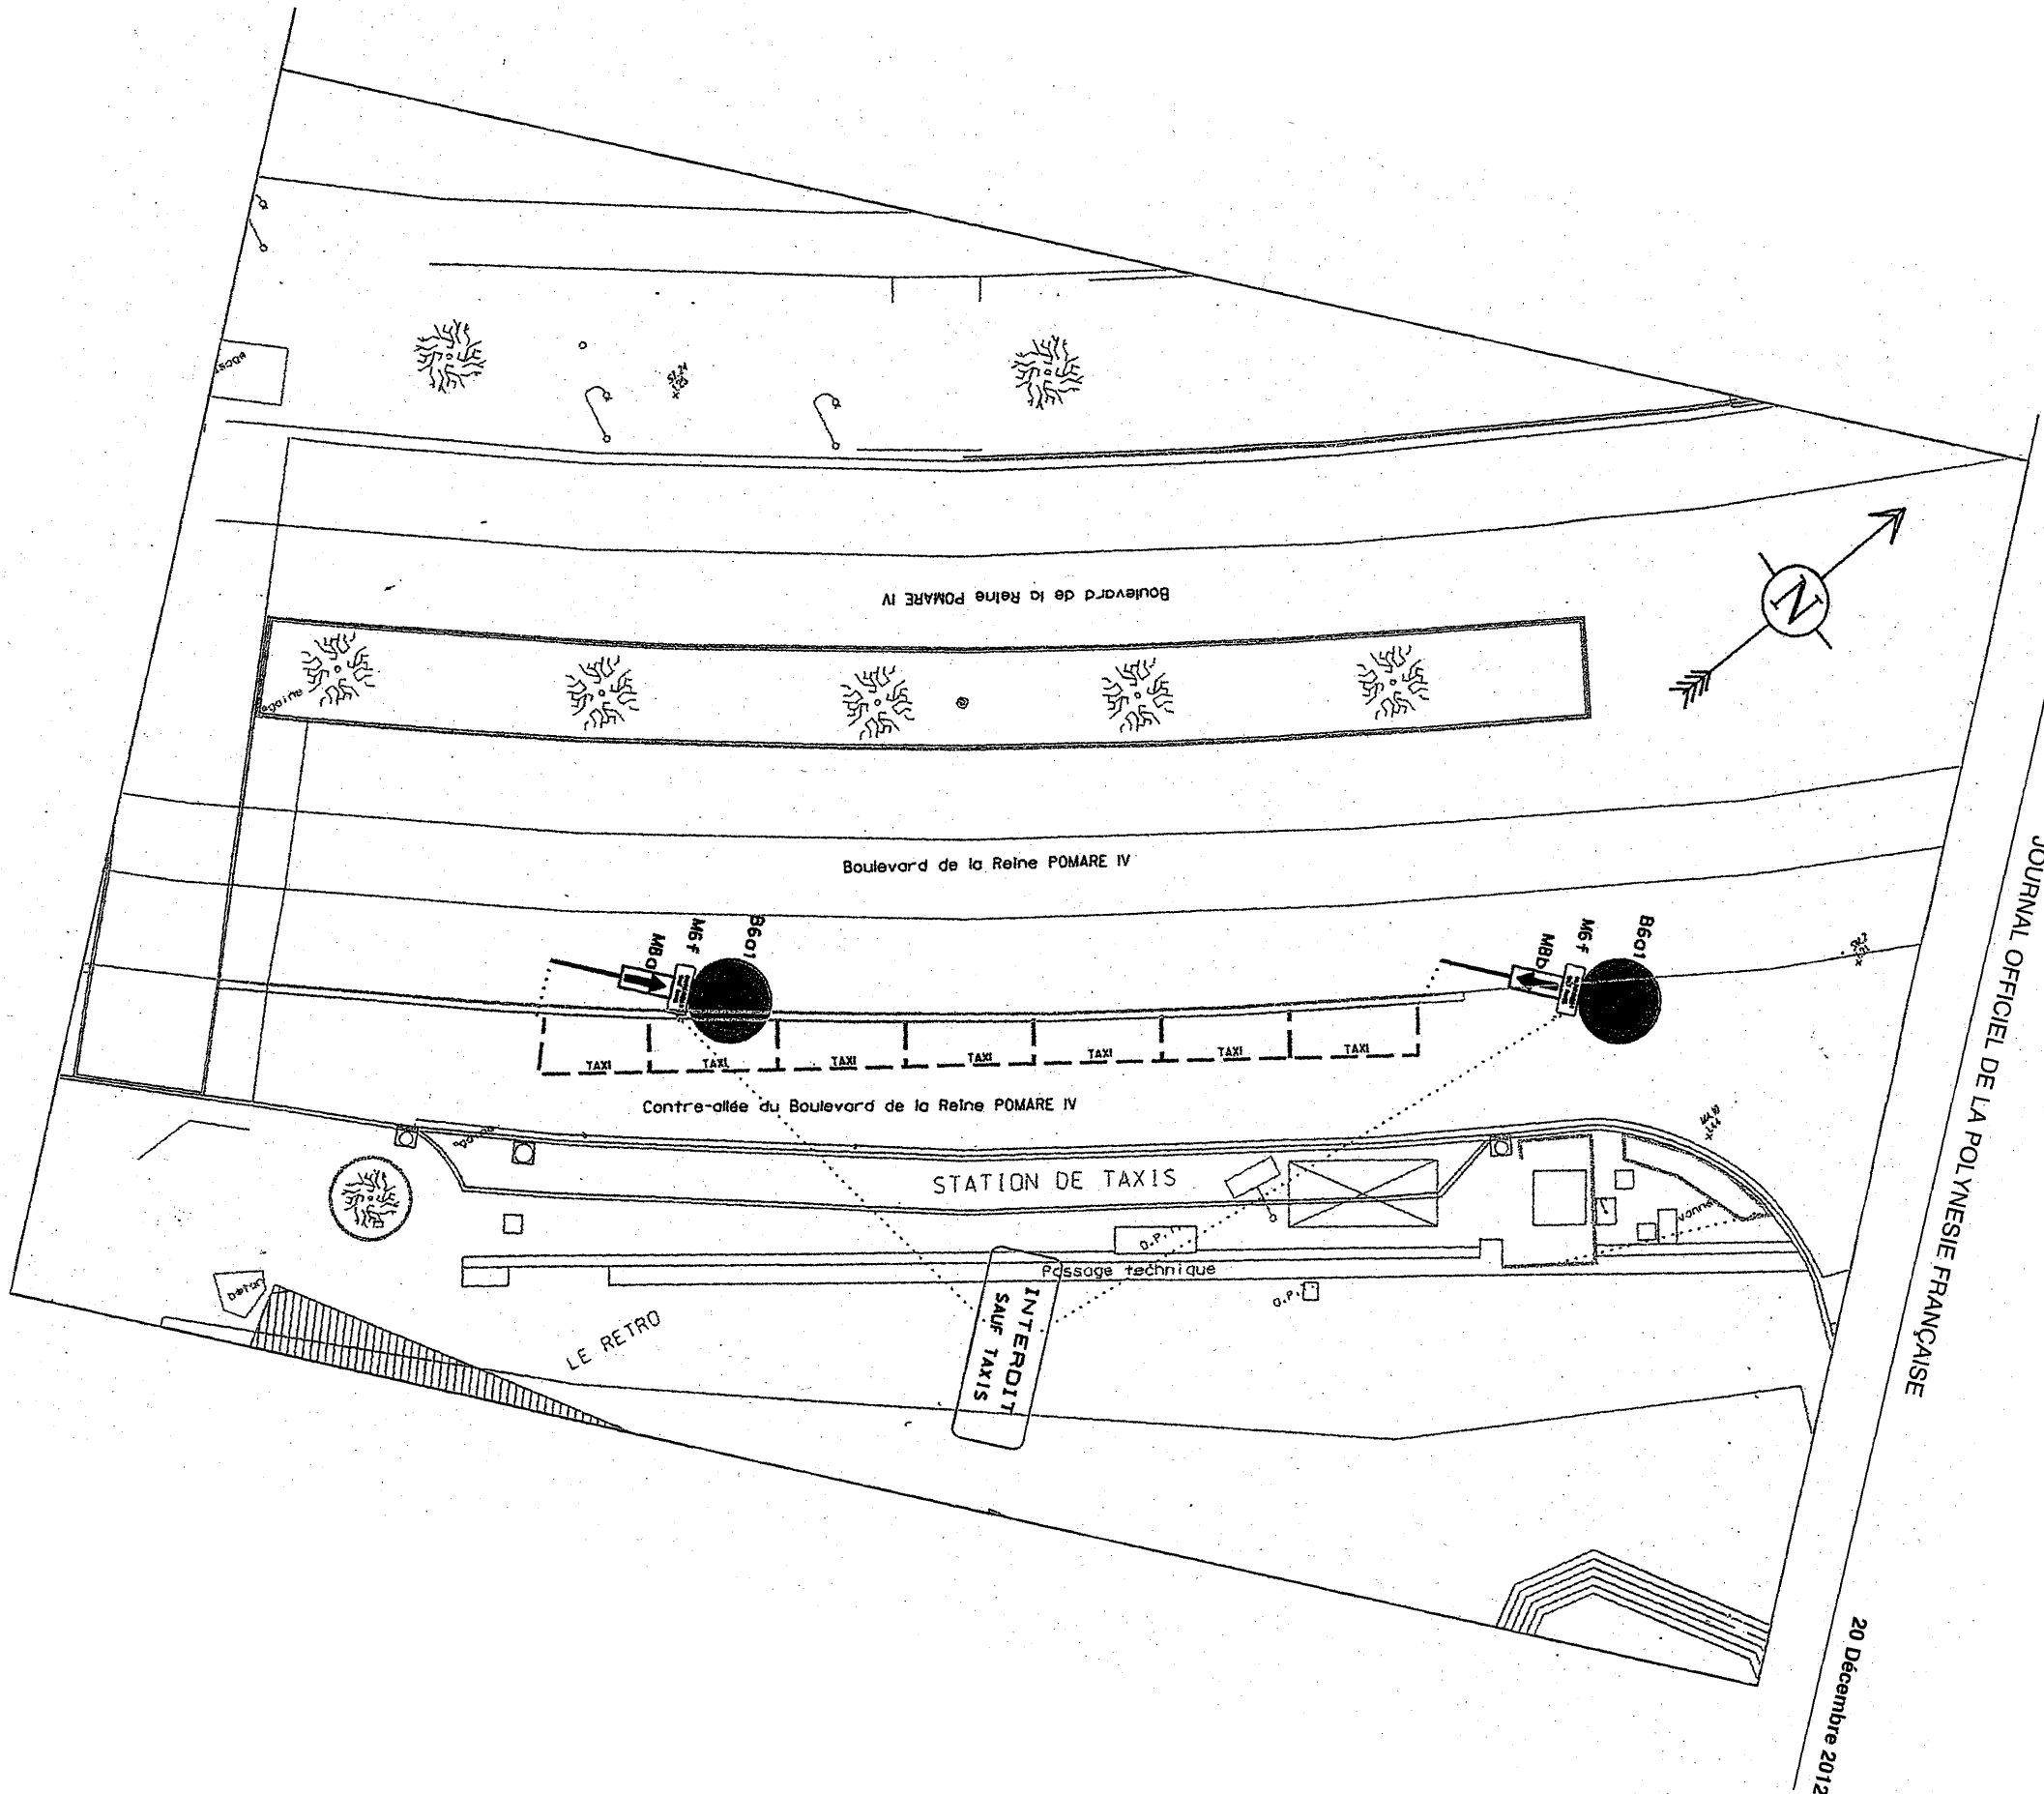 Boulevard de la Reine POMARE IV
Boulevard de la Reine POMARE IV
N
M8a
M6f
B6a1
M8b
M6f
B6a1
TAXI
TAXI
TAXI
TAXI
TAXI
TAXI
TAXI
Contre-allée du Boulevard de la Reine POMARE IV
STATION DE TAXIS
O.P.T
Passage technique
O.P.T
vanne
LE RETRO
INTERDIT
SAUF TAXIS
JOURNAL OFFICIEL DE LA POLYNESIE FRANÇAISE
20 Décembre 2012